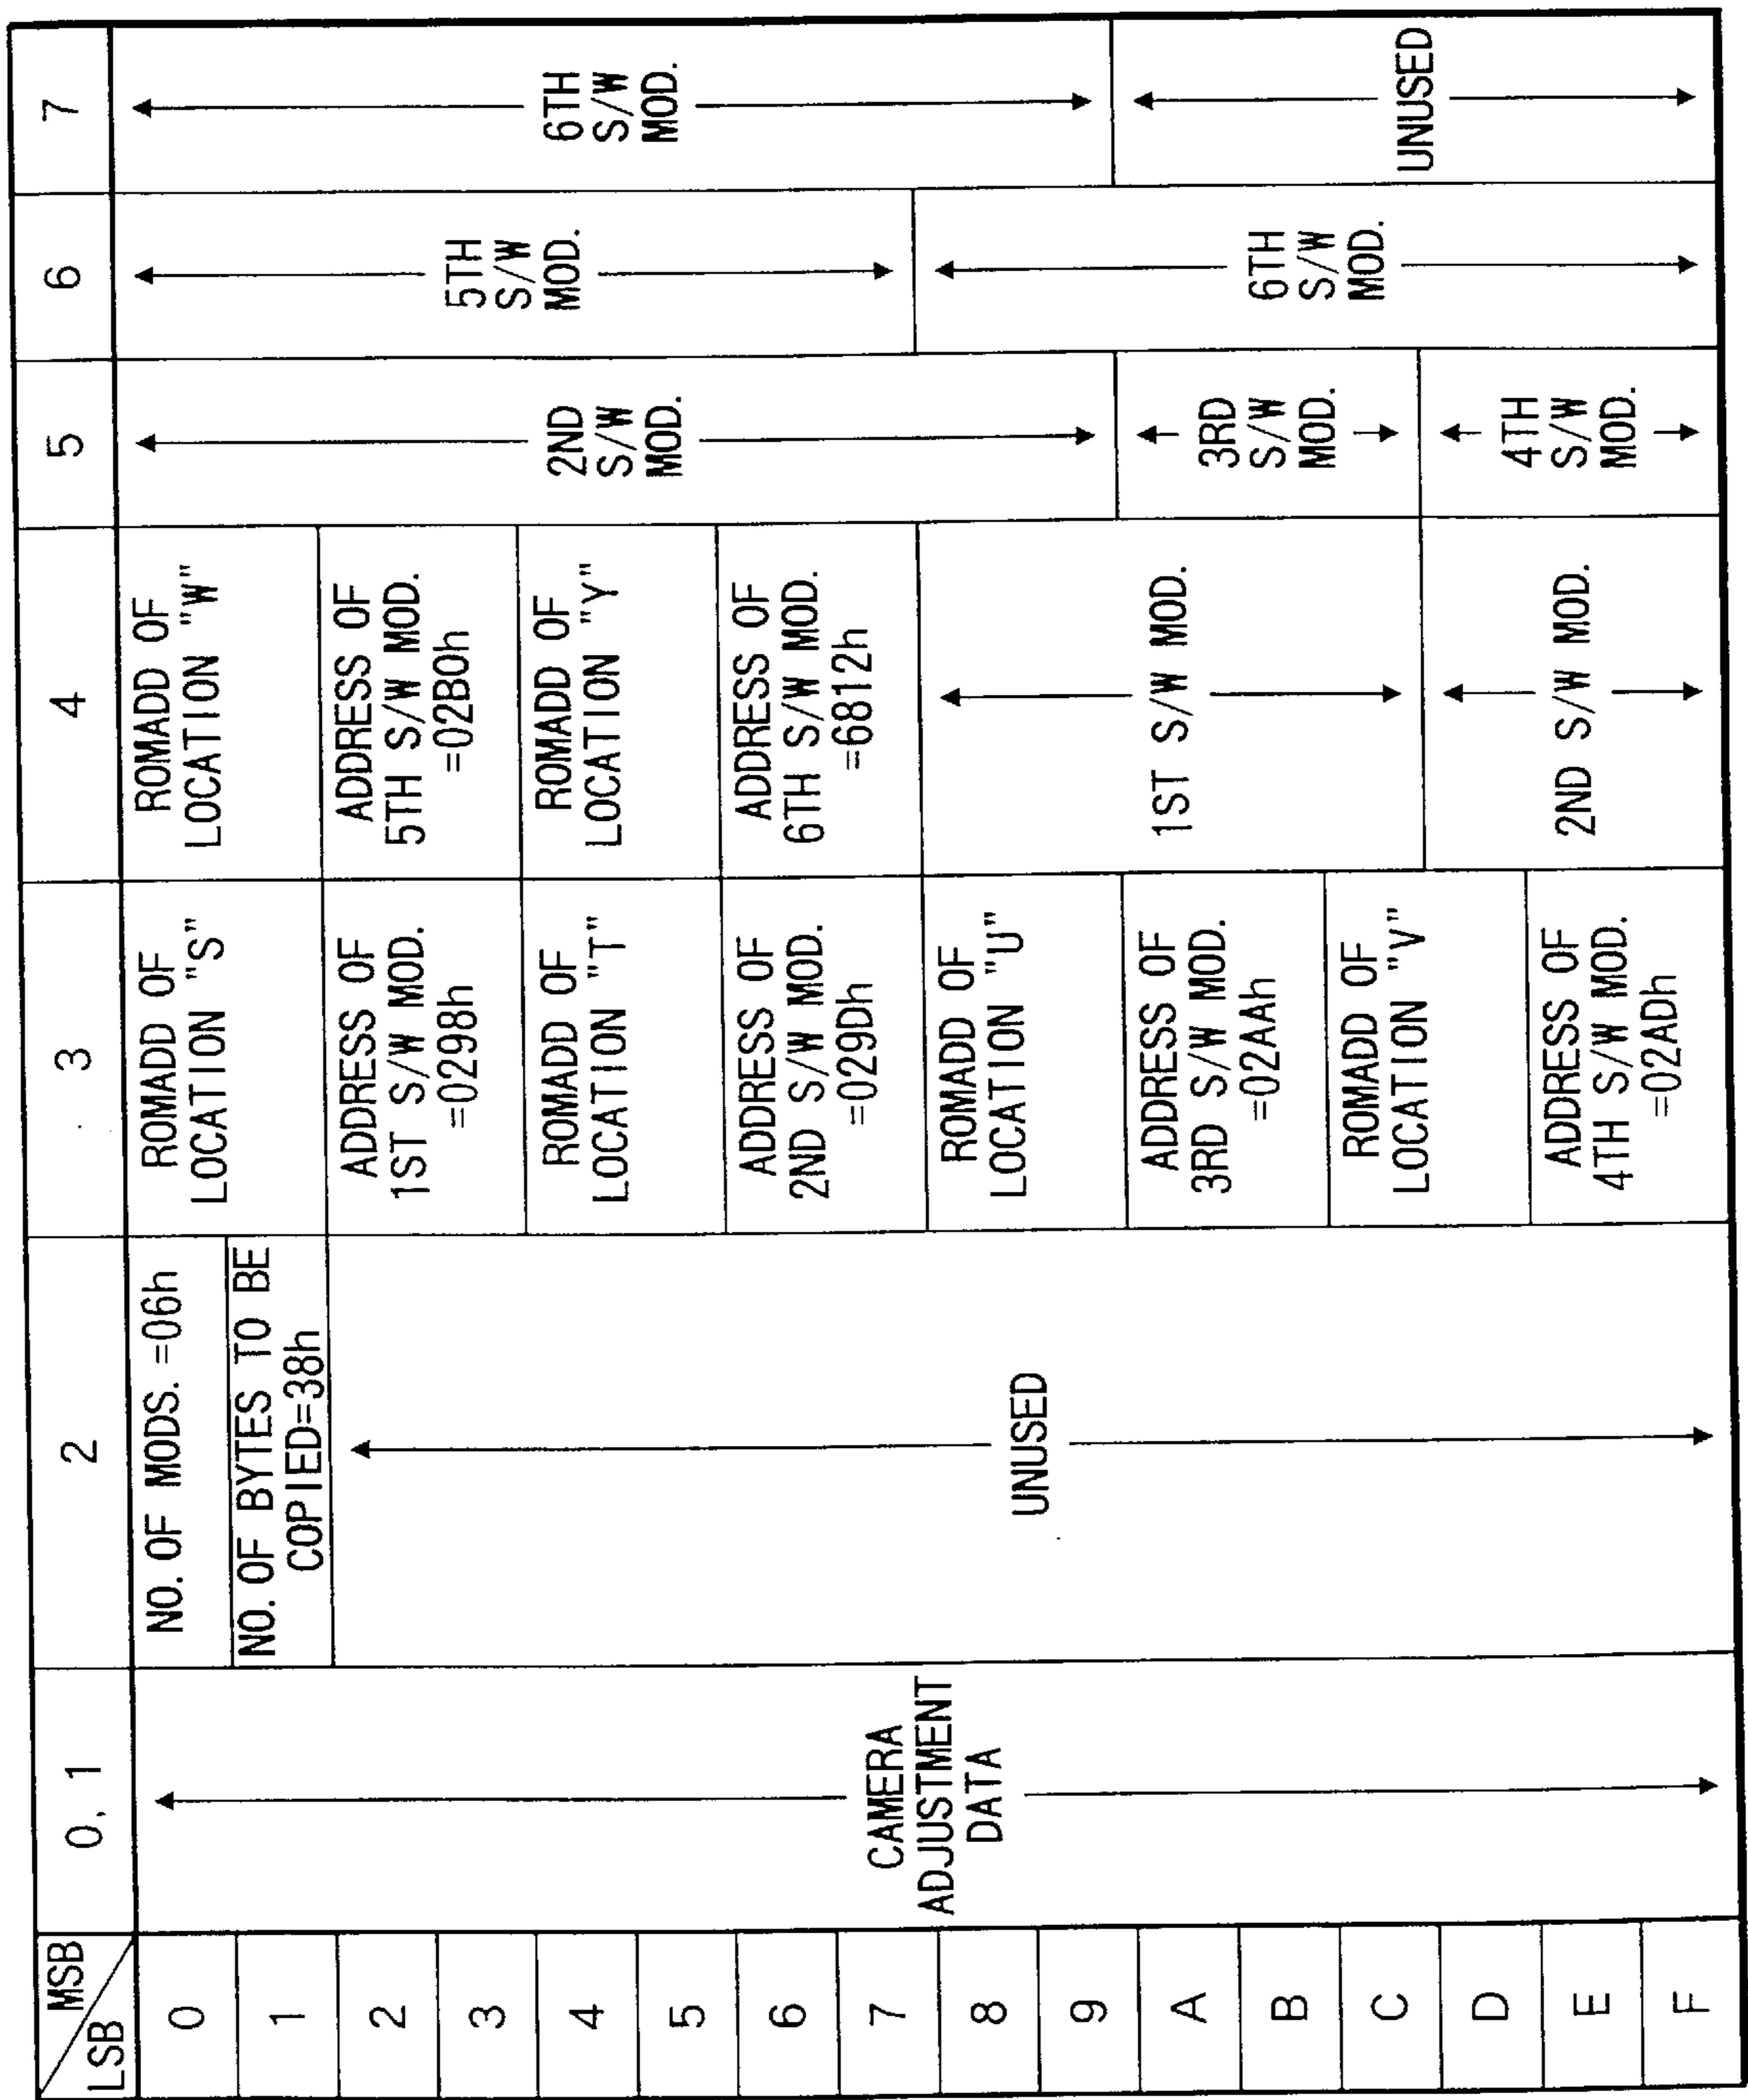 MSB
LSB
0, 1
2
3
4
5
6
7
0
1
2
3
4
5
6
7
8
9
A
B
C
D
E
F
CAMERA
ADJUSTMENT
DATA
NO. OF MODS. =06h
NO. OF BYTES TO BE
COPIED=38h
UNUSED
ROMADD OF
LOCATION "S"
ADDRESS OF
1ST S/W MOD.
=0298h
ROMADD OF
LOCATION "T"
ADDRESS OF
2ND S/W MOD.
=029Dh
ROMADD OF
LOCATION "U"
ADDRESS OF
3RD S/W MOD.
=02AAh
ROMADD OF
LOCATION "V"
ADDRESS OF
4TH S/W MOD.
=02ADh
ROMADD OF
LOCATION "W"
ADDRESS OF
5TH S/W MOD.
=02B0h
ROMADD OF
LOCATION "Y"
ADDRESS OF
6TH S/W MOD.
=6812h
1ST S/W MOD.
2ND S/W MOD.
2ND
S/W
MOD.
3RD
S/W
MOD.
4TH
S/W
MOD.
5TH
S/W
MOD.
6TH
S/W
MOD.
6TH
S/W
MOD.
UNUSED